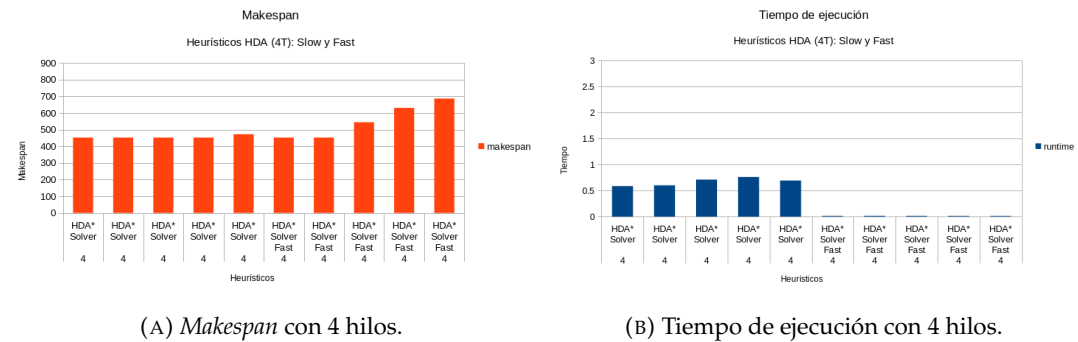 Makespan
Heurísticos HDA (4T): Slow y Fast
900
800
700
600
500
400
300
200
100
0
Makespan
HDA* HDA* HDA* HDA* HDA* HDA* HDA* HDA* HDA* HDA*
Solver Solver Solver Solver Solver Solver Solver Solver Solver Solver
Fast Fast Fast Fast Fast
4 4 4 4 4 4 4 4 4 4
Heurísticos
makespan
(A) Makespan con 4 hilos.
Tiempo de ejecución
Heurísticos HDA (4T): Slow y Fast
3
2.5
2
1.5
1
0.5
0
Tiempo
HDA* HDA* HDA* HDA* HDA* HDA* HDA* HDA* HDA*
Solver Solver Solver Solver Solver Solver Solver Solver Solver
Fast Fast Fast Fast
4 4 4 4 4 4 4 4 4
Heurísticos
runtime
(B) Tiempo de ejecución con 4 hilos.